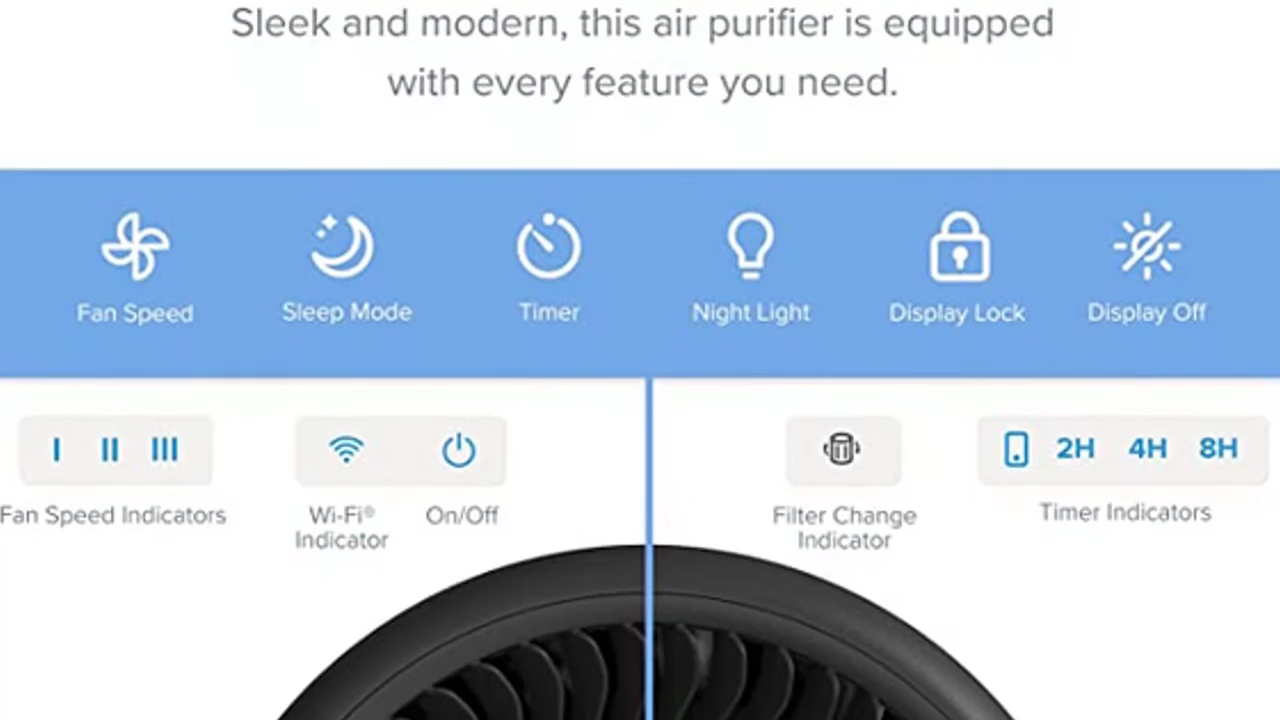 Sleek and modern, this air purifier is equipped
with every feature you need.
Fan Speed
Sleep Mode
Timer
Night Light
Display Lock
Display Off
I II III
Fan Speed Indicators
Wi-Fi®
Indicator
On/Off
Filter Change
Indicator
2H 4H 8H
Timer Indicators